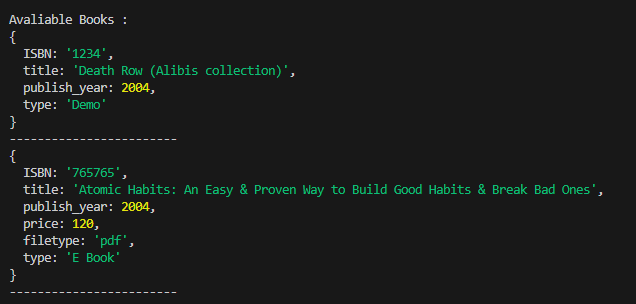 Avaliable Books :
{
  ISBN: '1234',
  title: 'Death Row (Alibis collection)',
  publish_year: 2004,
  type: 'Demo'
}
------------------------
{
  ISBN: '765765',
  title: 'Atomic Habits: An Easy & Proven Way to Build Good Habits & Break Bad Ones',
  publish_year: 2004,
  price: 120,
  filetype: 'pdf',
  type: 'E Book'
}
------------------------